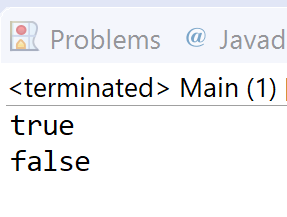 Problems @ Javad
<terminated> Main (1)
true
false